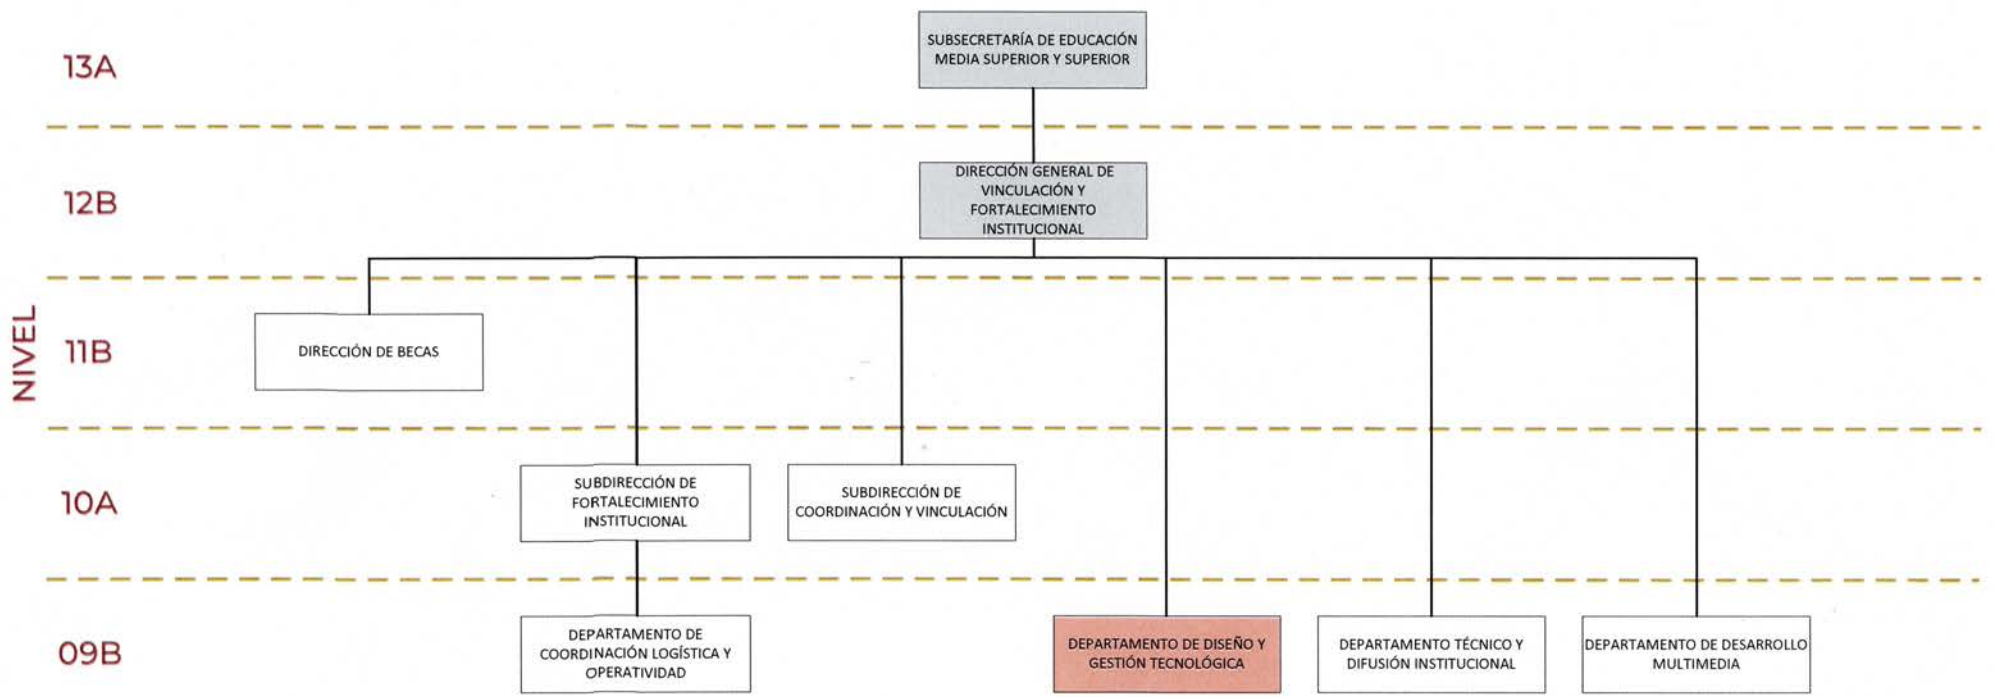 13A
SUBSECRETARÍA DE EDUCACIÓN
MEDIA SUPERIOR Y SUPERIOR
12B
DIRECCIÓN GENERAL DE
VINCULACIÓN Y
FORTALECIMIENTO
INSTITUCIONAL
NIVEL
11B
DIRECCIÓN DE BECAS
10A
SUBDIRECCIÓN DE
FORTALECIMIENTO
INSTITUCIONAL
SUBDIRECCIÓN DE
COORDINACIÓN Y VINCULACIÓN
09B
DEPARTAMENTO DE
COORDINACIÓN LOGÍSTICA Y
OPERATIVIDAD
DEPARTAMENTO DE DISEÑO Y
GESTIÓN TECNOLÓGICA
DEPARTAMENTO TÉCNICO Y
DIFUSIÓN INSTITUCIONAL
DEPARTAMENTO DE DESARROLLO
MULTIMEDIA